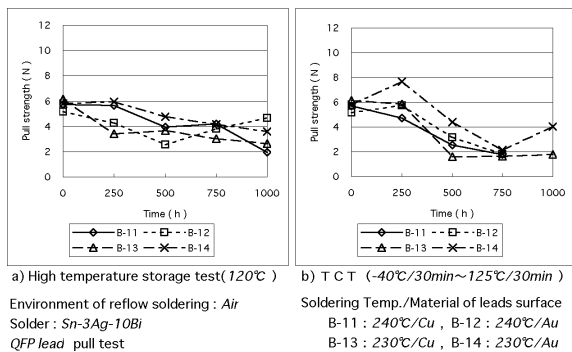 12
10
8
6
4
2
0
Pull strength ( N )
0 250 500 750 1000
Time ( h )
B-11 B-12
B-13 B-14
a) High temperature storage test(120℃ )
12
10
8
6
4
2
0
Pull strength ( N )
0 250 500 750 1000
Time ( h )
B-11 B-12
B-13 B-14
b) T C T (-40℃/30min~125℃/30min )
Environment of reflow soldering : Air
Solder : Sn-3Ag-10Bi
QFP lead pull test
Soldering Temp./Material of leads surface
B-11 : 240℃/Cu , B-12 : 240℃/Au
B-13 : 230℃/Cu , B-14 : 230℃/Au